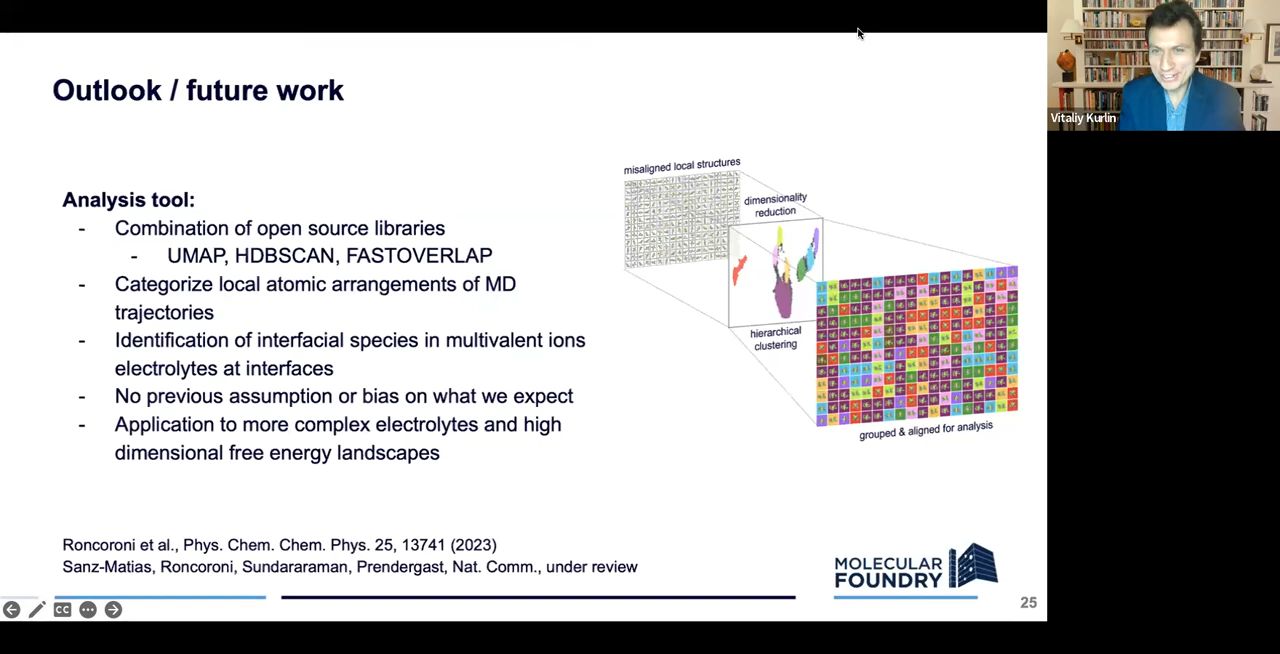 Outlook / future work
Vitaliy Kurlin
Analysis tool:
- Combination of open source libraries
- UMAP, HDBSCAN, FASTOVERLAP
- Categorize local atomic arrangements of MD
trajectories
- Identification of interfacial species in multivalent ions
electrolytes at interfaces
- No previous assumption or bias on what we expect
- Application to more complex electrolytes and high
dimensional free energy landscapes
misaligned local structures
dimensionality
reduction
hierarchical
clustering
grouped & aligned for analysis
Roncoroni et al., Phys. Chem. Chem. Phys. 25, 13741 (2023)
Sanz-Matias, Roncoroni, Sundararaman, Prendergast, Nat. Comm., under review
MOLECULAR
FOUNDRY
25
CC